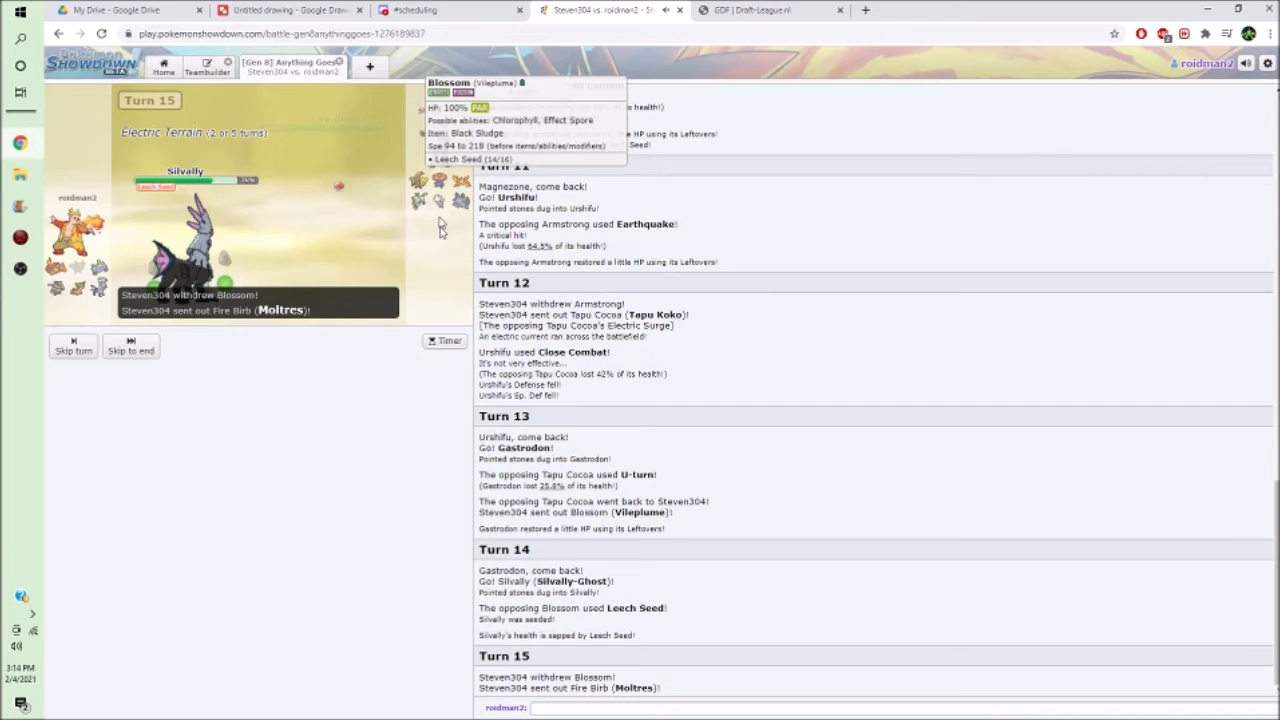 My Drive - Google Drive
Untitled drawing - Google Draw
#scheduling
Steven304 vs. roidman2 - Sh
GDF | Draft-League.nl
play.pokemonshowdown.com/battle-gen8anythinggoes-1276189837
Pokémon
Showdown
BETA
Home
Teambuilder
[Gen 8] Anything Goes
Steven304 vs. roidman2
roidman2
Turn 15
Electric Terrain (2 or 5 turns)
Silvally
Leech Seed
roidman2
Steven304 withdrew Blossom!
Steven304 sent out Fire Birb (Moltres)!
Skip turn
Skip to end
Timer
Blossom (Vileplume)
HP: 100% PAR
Possible abilities: Chlorophyll, Effect Spore
Item: Black Sludge
Spe 94 to 218 (before items/abilities/modifiers)
• Leech Seed (14/16)
HP using its Leftovers!
Turn 11
Magnezone, come back!
Go! Urshifu!
Pointed stones dug into Urshifu!
The opposing Armstrong used Earthquake!
A critical hit!
(Urshifu lost 64.5% of its health!)
The opposing Armstrong restored a little HP using its Leftovers!
Turn 12
Steven304 withdrew Armstrong!
Steven304 sent out Tapu Cocoa (Tapu Koko)!
[The opposing Tapu Cocoa's Electric Surge]
An electric current ran across the battlefield!
Urshifu used Close Combat!
It's not very effective...
(The opposing Tapu Cocoa lost 42% of its health!)
Urshifu's Defense fell!
Urshifu's Sp. Def fell!
Turn 13
Urshifu, come back!
Go! Gastrodon!
Pointed stones dug into Gastrodon!
The opposing Tapu Cocoa used U-turn!
(Gastrodon lost 25.8% of its health!)
The opposing Tapu Cocoa went back to Steven304!
Steven304 sent out Blossom (Vileplume)!
Gastrodon restored a little HP using its Leftovers!
Turn 14
Gastrodon, come back!
Go! Silvally (Silvally-Ghost)!
Pointed stones dug into Silvally!
The opposing Blossom used Leech Seed!
Silvally was seeded!
Silvally's health is sapped by Leech Seed!
Turn 15
Steven304 withdrew Blossom!
Steven304 sent out Fire Birb (Moltres)!
roidman2:
3:14 PM
2/4/2021